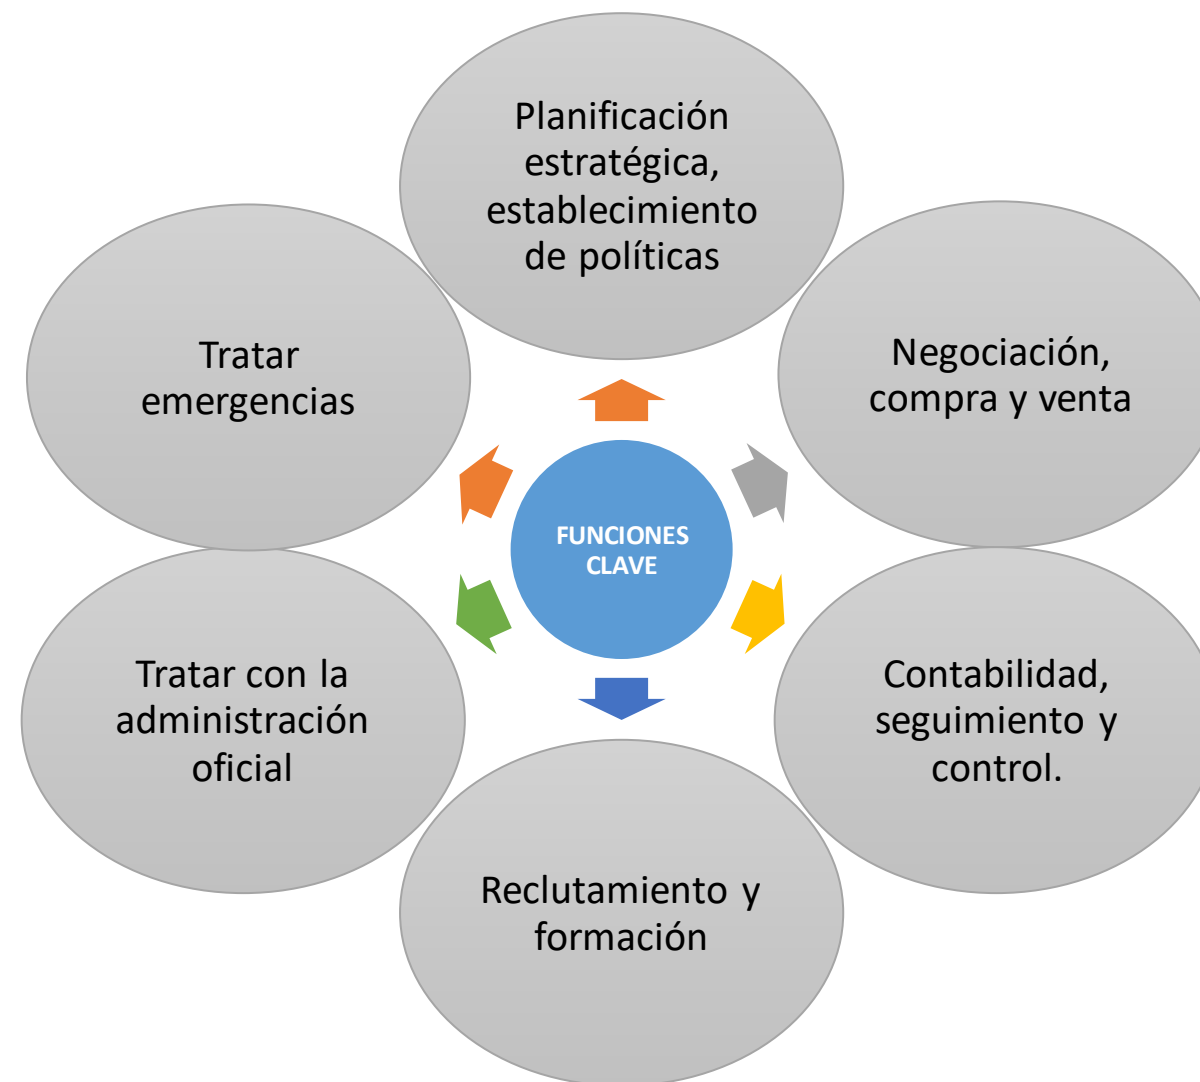 Planificación
estratégica,
establecimiento
de políticas
Negociación,
compra y venta
Contabilidad,
seguimiento y
control.
Reclutamiento y
formación
Tratar con la
administración
oficial
Tratar
emergencias
FUNCIONES
CLAVE